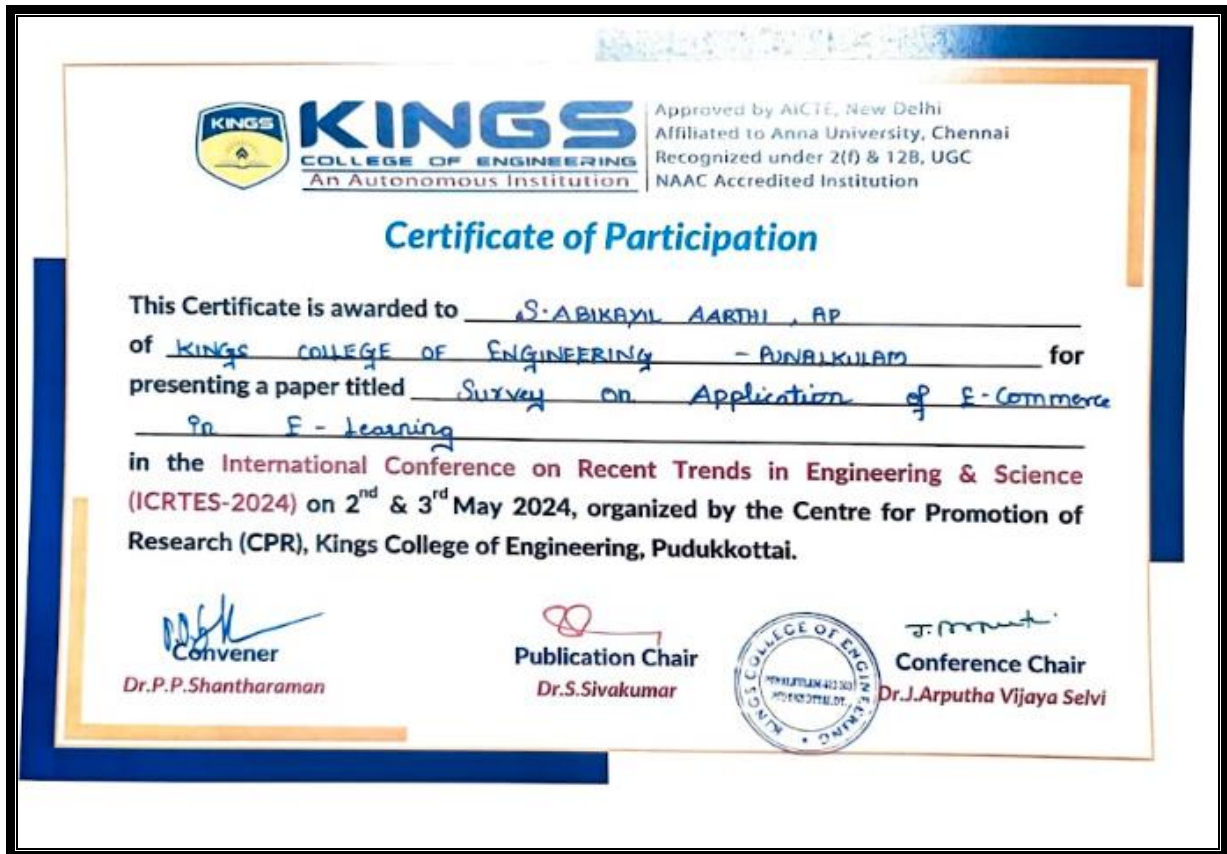 KINGS
KINGS
COLLEGE OF ENGINEERING
An Autonomous Institution
Approved by AICTE, New Delhi
Affiliated to Anna University, Chennai
Recognized under 2(f) & 12B, UGC
NAAC Accredited Institution
Certificate of Participation
This Certificate is awarded to S. ABIKAYIL AARTHI, AP
of KINGS COLLEGE OF ENGINEERING - PUNALKULAM for
presenting a paper titled Survey on Application of E-Commerce
in E-Learning
in the International Conference on Recent Trends in Engineering & Science
(ICRTES-2024) on 2nd & 3rd May 2024, organized by the Centre for Promotion of
Research (CPR), Kings College of Engineering, Pudukkottai.
Convener
Dr.P.P.Shantharaman
Publication Chair
Dr.S.Sivakumar
KINGS COLLEGE OF ENGINEERING
Conference Chair
Dr.J.Arputha Vijaya Selvi